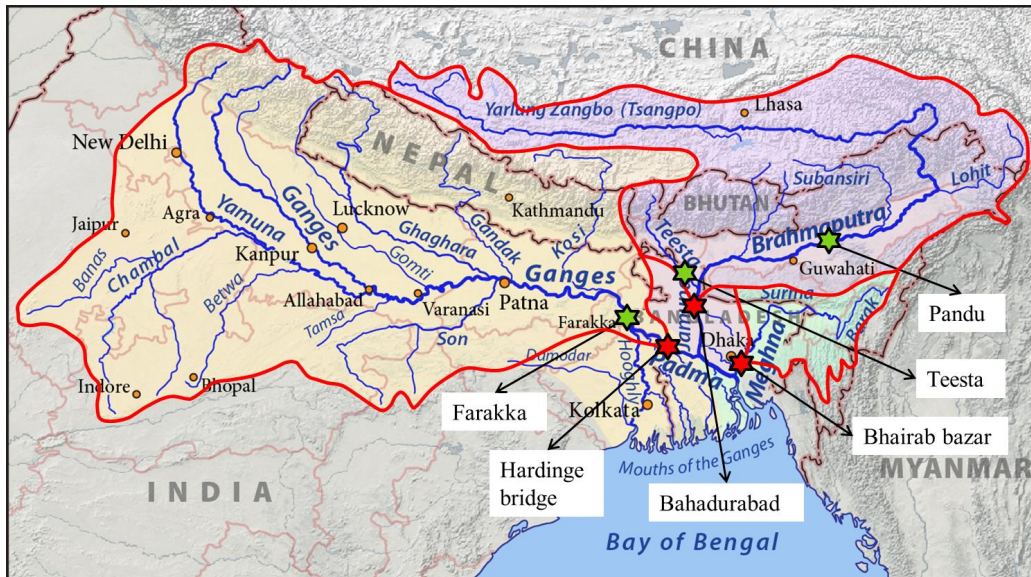 CHINA
Yarlung Zangbo (Tsangpo)
Lhasa
New Delhi
NEPAL
Subansiri
Lohit
BHUTAN
Jaipur
Agra
Yamuna
Ganges
Lucknow
Ghaghara
Gandak
Kathmandu
Kosi
Teesta
Brahmaputra
Guwahati
Banas
Chambal
Betwa
Kanpur
Gomti
Ganges
Allahabad
Varanasi
Patna
Tamsa
Son
Farakka
BANGLADESH
Surma
Barak
Pandu
Dhaka
Meghna
Padma
Damodar
Hooghly
Indore
Bhopal
Kolkata
Farakka
Teesta
Hardinge
bridge
Mouths of the Ganges
Bahadurabad
Bhairab bazar
INDIA
MYANMAR
Bay of Bengal